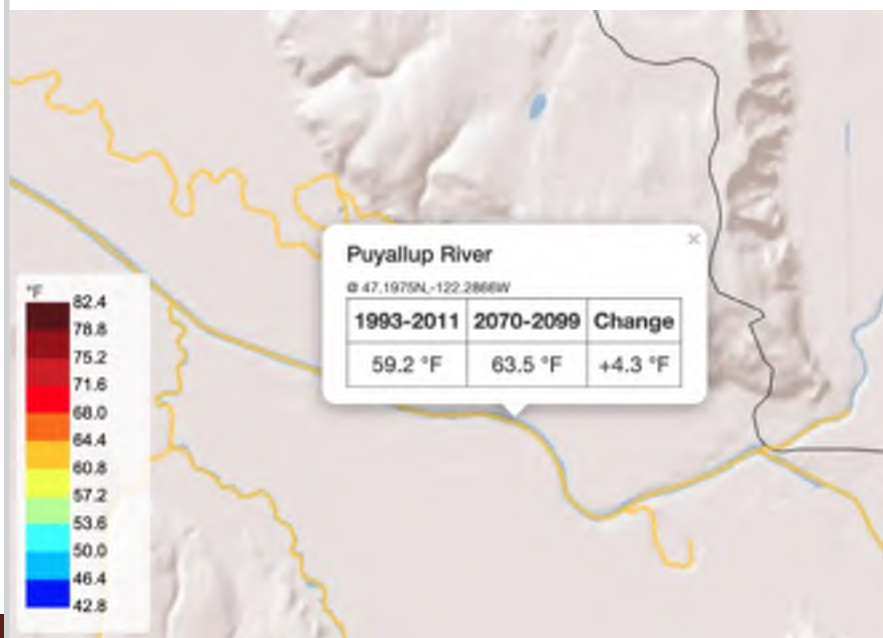 ×
Puyallup River
@ 47.1975N,-122.2866W
1993-2011 2070-2099 Change
59.2 °F 63.5 °F +4.3 °F
°F
82.4
78.8
75.2
71.6
68.0
64.4
60.8
57.2
53.6
50.0
46.4
42.8